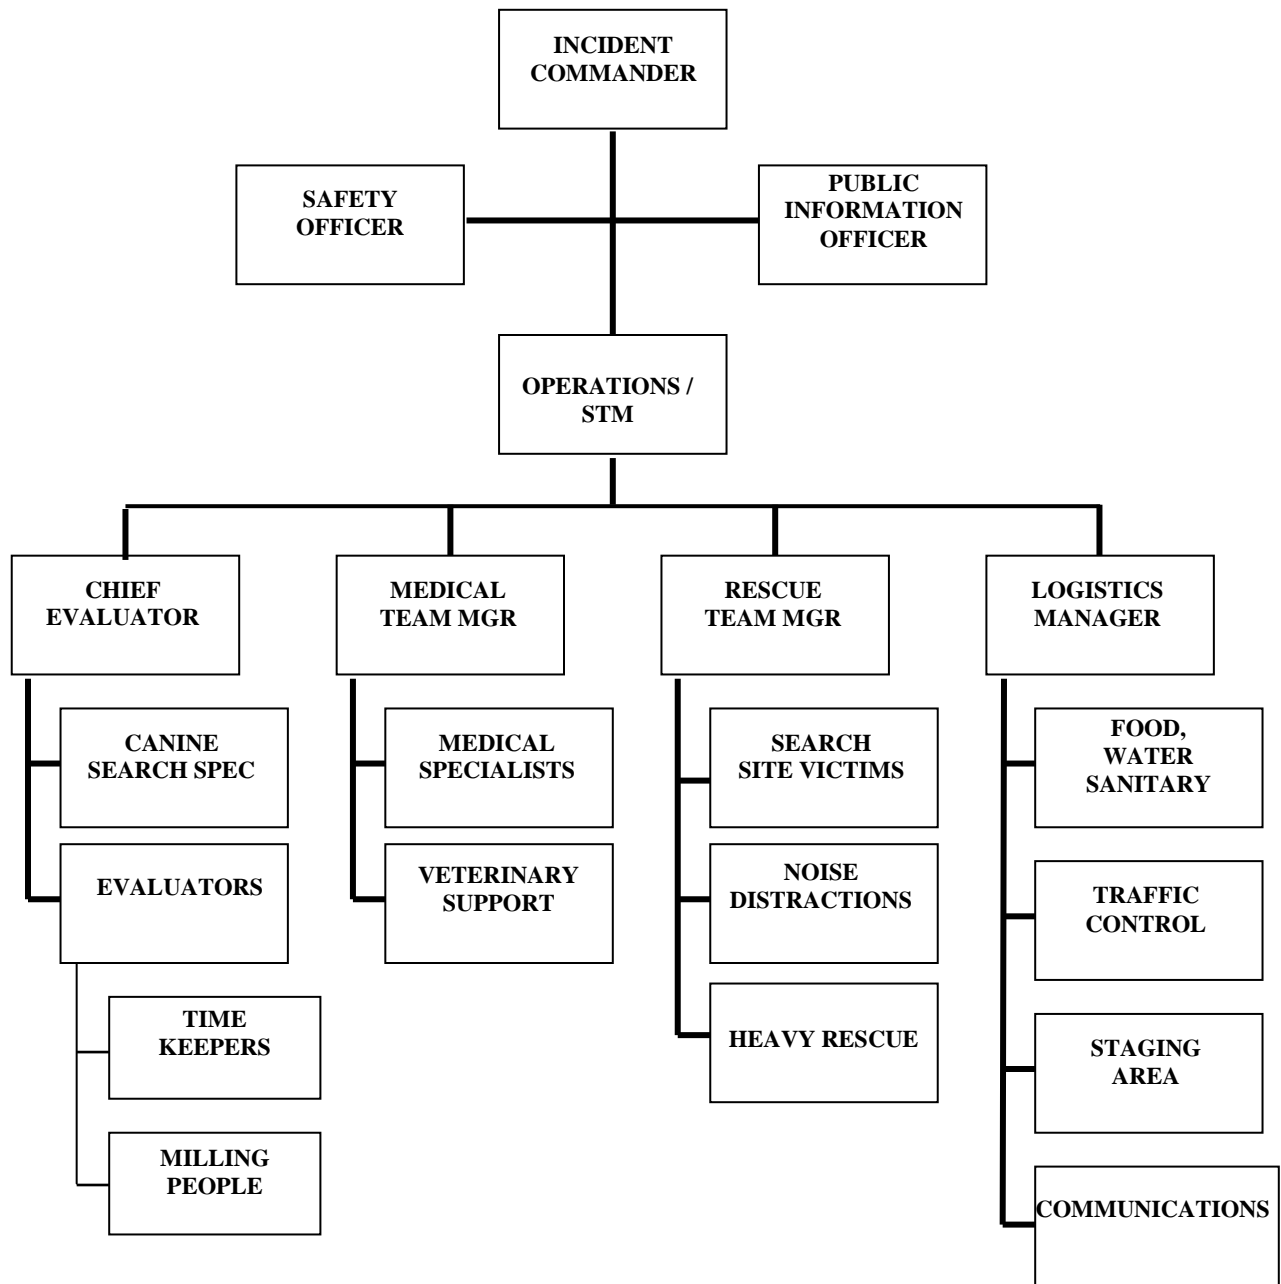 INCIDENT
COMMANDER
SAFETY
OFFICER
PUBLIC
INFORMATION
OFFICER
OPERATIONS /
STM
CHIEF
EVALUATOR
MEDICAL
TEAM MGR
RESCUE
TEAM MGR
LOGISTICS
MANAGER
CANINE
SEARCH SPEC
EVALUATORS
TIME
KEEPERS
MILLING
PEOPLE
MEDICAL
SPECIALISTS
VETERINARY
SUPPORT
SEARCH
SITE VICTIMS
NOISE
DISTRACTIONS
HEAVY RESCUE
FOOD,
WATER
SANITARY
TRAFFIC
CONTROL
STAGING
AREA
COMMUNICATIONS